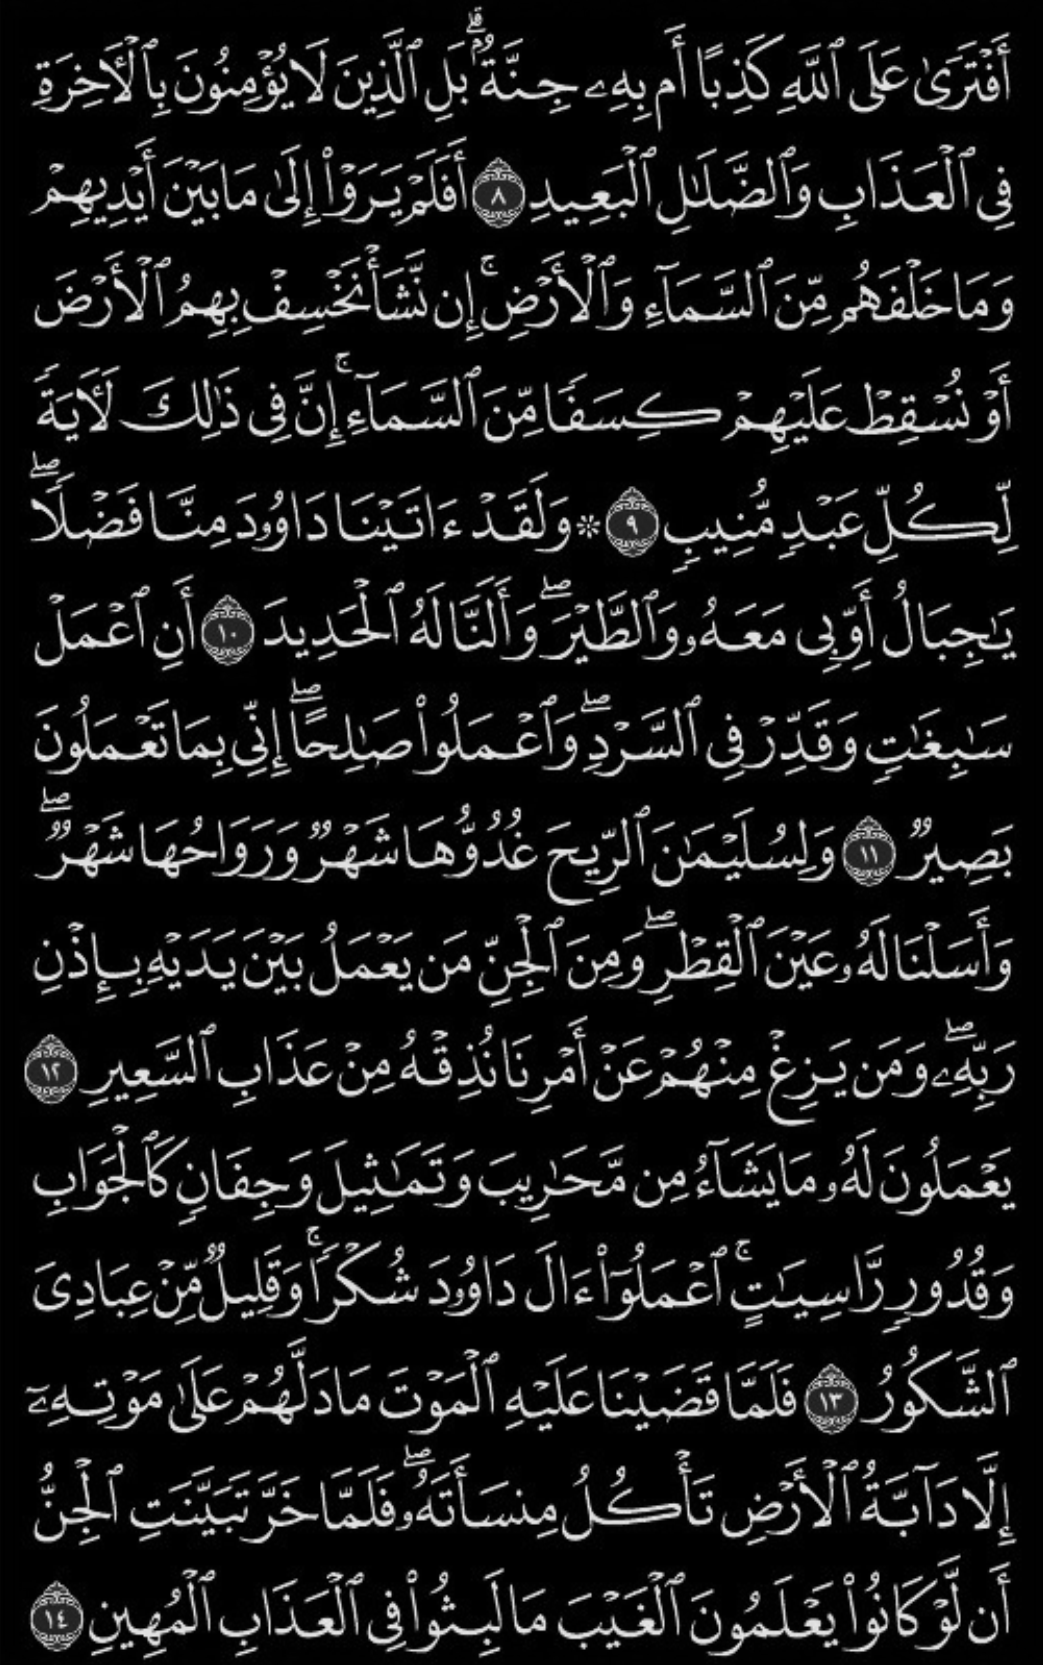 أَفْتَرَىٰ عَلَى ٱللَّهِ كَذِبًا أَم بِهِۦ جِنَّةُۢ ۗ بَلِ ٱلَّذِينَ لَا يُؤْمِنُونَ بِٱلْـَٔاخِرَةِ
فِى ٱلْعَذَابِ وَٱلضَّلَـٰلِ ٱلْبَعِيدِ ٨ أَفَلَمْ يَرَوْا۟ إِلَىٰ مَا بَيْنَ أَيْدِيهِمْ
وَمَا خَلْفَهُم مِّنَ ٱلسَّمَآءِ وَٱلْأَرْضِ ۚ إِن نَّشَأْ نَخْسِفْ بِهِمُ ٱلْأَرْضَ
أَوْ نُسْقِطْ عَلَيْهِمْ كِسَفًا مِّنَ ٱلسَّمَآءِ ۚ إِنَّ فِى ذَٰلِكَ لَـَٔايَةً
لِّكُلِّ عَبْدٍ مُّنِيبٍ ٩ ۞ وَلَقَدْ ءَاتَيْنَا دَاوُۥدَ مِنَّا فَضْلًا ۖ
يَـٰجِبَالُ أَوِّبِى مَعَهُۥ وَٱلطَّيْرَ ۖ وَأَلَنَّا لَهُ ٱلْحَدِيدَ ١٠ أَنِ ٱعْمَلْ
سَـٰبِغَـٰتٍ وَقَدِّرْ فِى ٱلسَّرْدِ ۖ وَٱعْمَلُوا۟ صَـٰلِحًا ۖ إِنِّى بِمَا تَعْمَلُونَ
بَصِيرٌ ١١ وَلِسُلَيْمَـٰنَ ٱلرِّيحَ غُدُوُّهَا شَهْرٌ وَرَوَاحُهَا شَهْرٌ ۖ
وَأَسَلْنَا لَهُۥ عَيْنَ ٱلْقِطْرِ ۖ وَمِنَ ٱلْجِنِّ مَن يَعْمَلُ بَيْنَ يَدَيْهِ بِإِذْنِ
رَبِّهِۦ ۖ وَمَن يَزِغْ مِنْهُمْ عَنْ أَمْرِنَا نُذِقْهُ مِنْ عَذَابِ ٱلسَّعِيرِ ١٢
يَعْمَلُونَ لَهُۥ مَا يَشَآءُ مِن مَّحَـٰرِيبَ وَتَمَـٰثِيلَ وَجِفَانٍ كَٱلْجَوَابِ
وَقُدُورٍ رَّاسِيَـٰتٍ ۚ ٱعْمَلُوٓا۟ ءَالَ دَاوُۥدَ شُكْرًا ۚ وَقَلِيلٌ مِّنْ عِبَادِىَ
ٱلشَّكُورُ ١٣ فَلَمَّا قَضَيْنَا عَلَيْهِ ٱلْمَوْتَ مَا دَلَّهُمْ عَلَىٰ مَوْتِهِۦٓ
إِلَّا دَآبَّةُ ٱلْأَرْضِ تَأْكُلُ مِنسَأَتَهُۥ ۖ فَلَمَّا خَرَّ تَبَيَّنَتِ ٱلْجِنُّ
أَن لَّوْ كَانُوا۟ يَعْلَمُونَ ٱلْغَيْبَ مَا لَبِثُوا۟ فِى ٱلْعَذَابِ ٱلْمُهِينِ ١٤